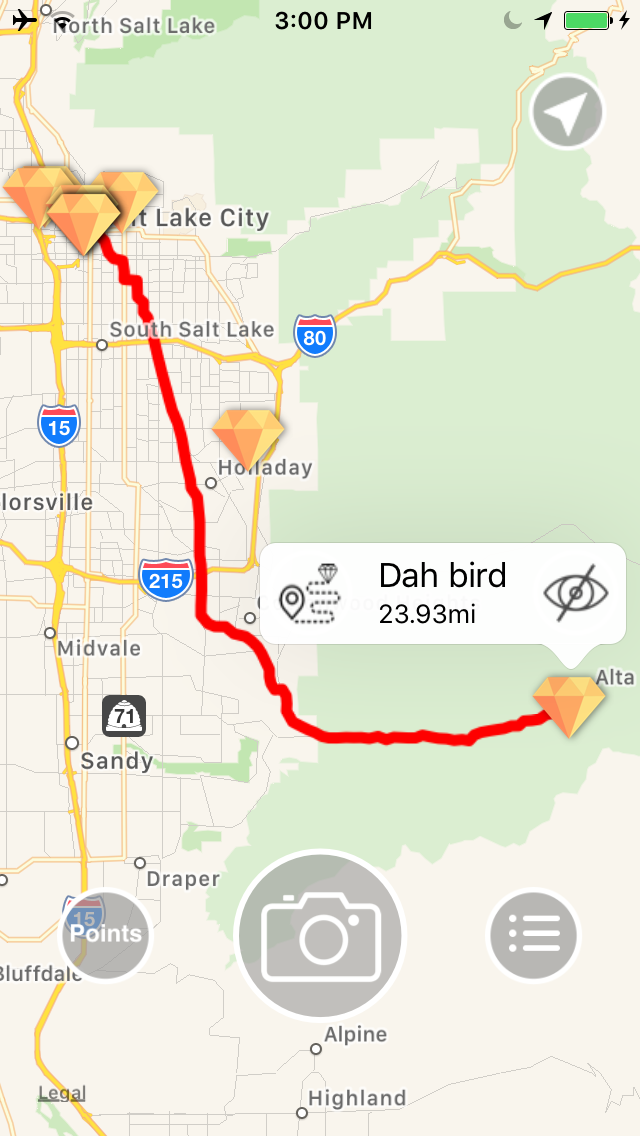 North Salt Lake
3:00 PM
lt Lake City
South Salt Lake
80
15
Holladay
lorsville
215
Dah bird
23.93mi
Midvale
Alta
71
Sandy
Draper
15
Points
Bluffdale
Alpine
Legal
Highland